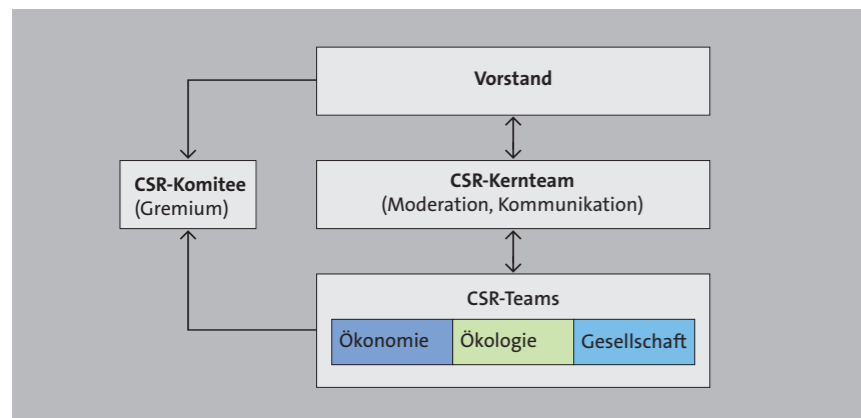 Vorstand
CSR-Komitee
(Gremium)
CSR-Kernteam
(Moderation, Kommunikation)
CSR-Teams
Ökonomie
Ökologie
Gesellschaft